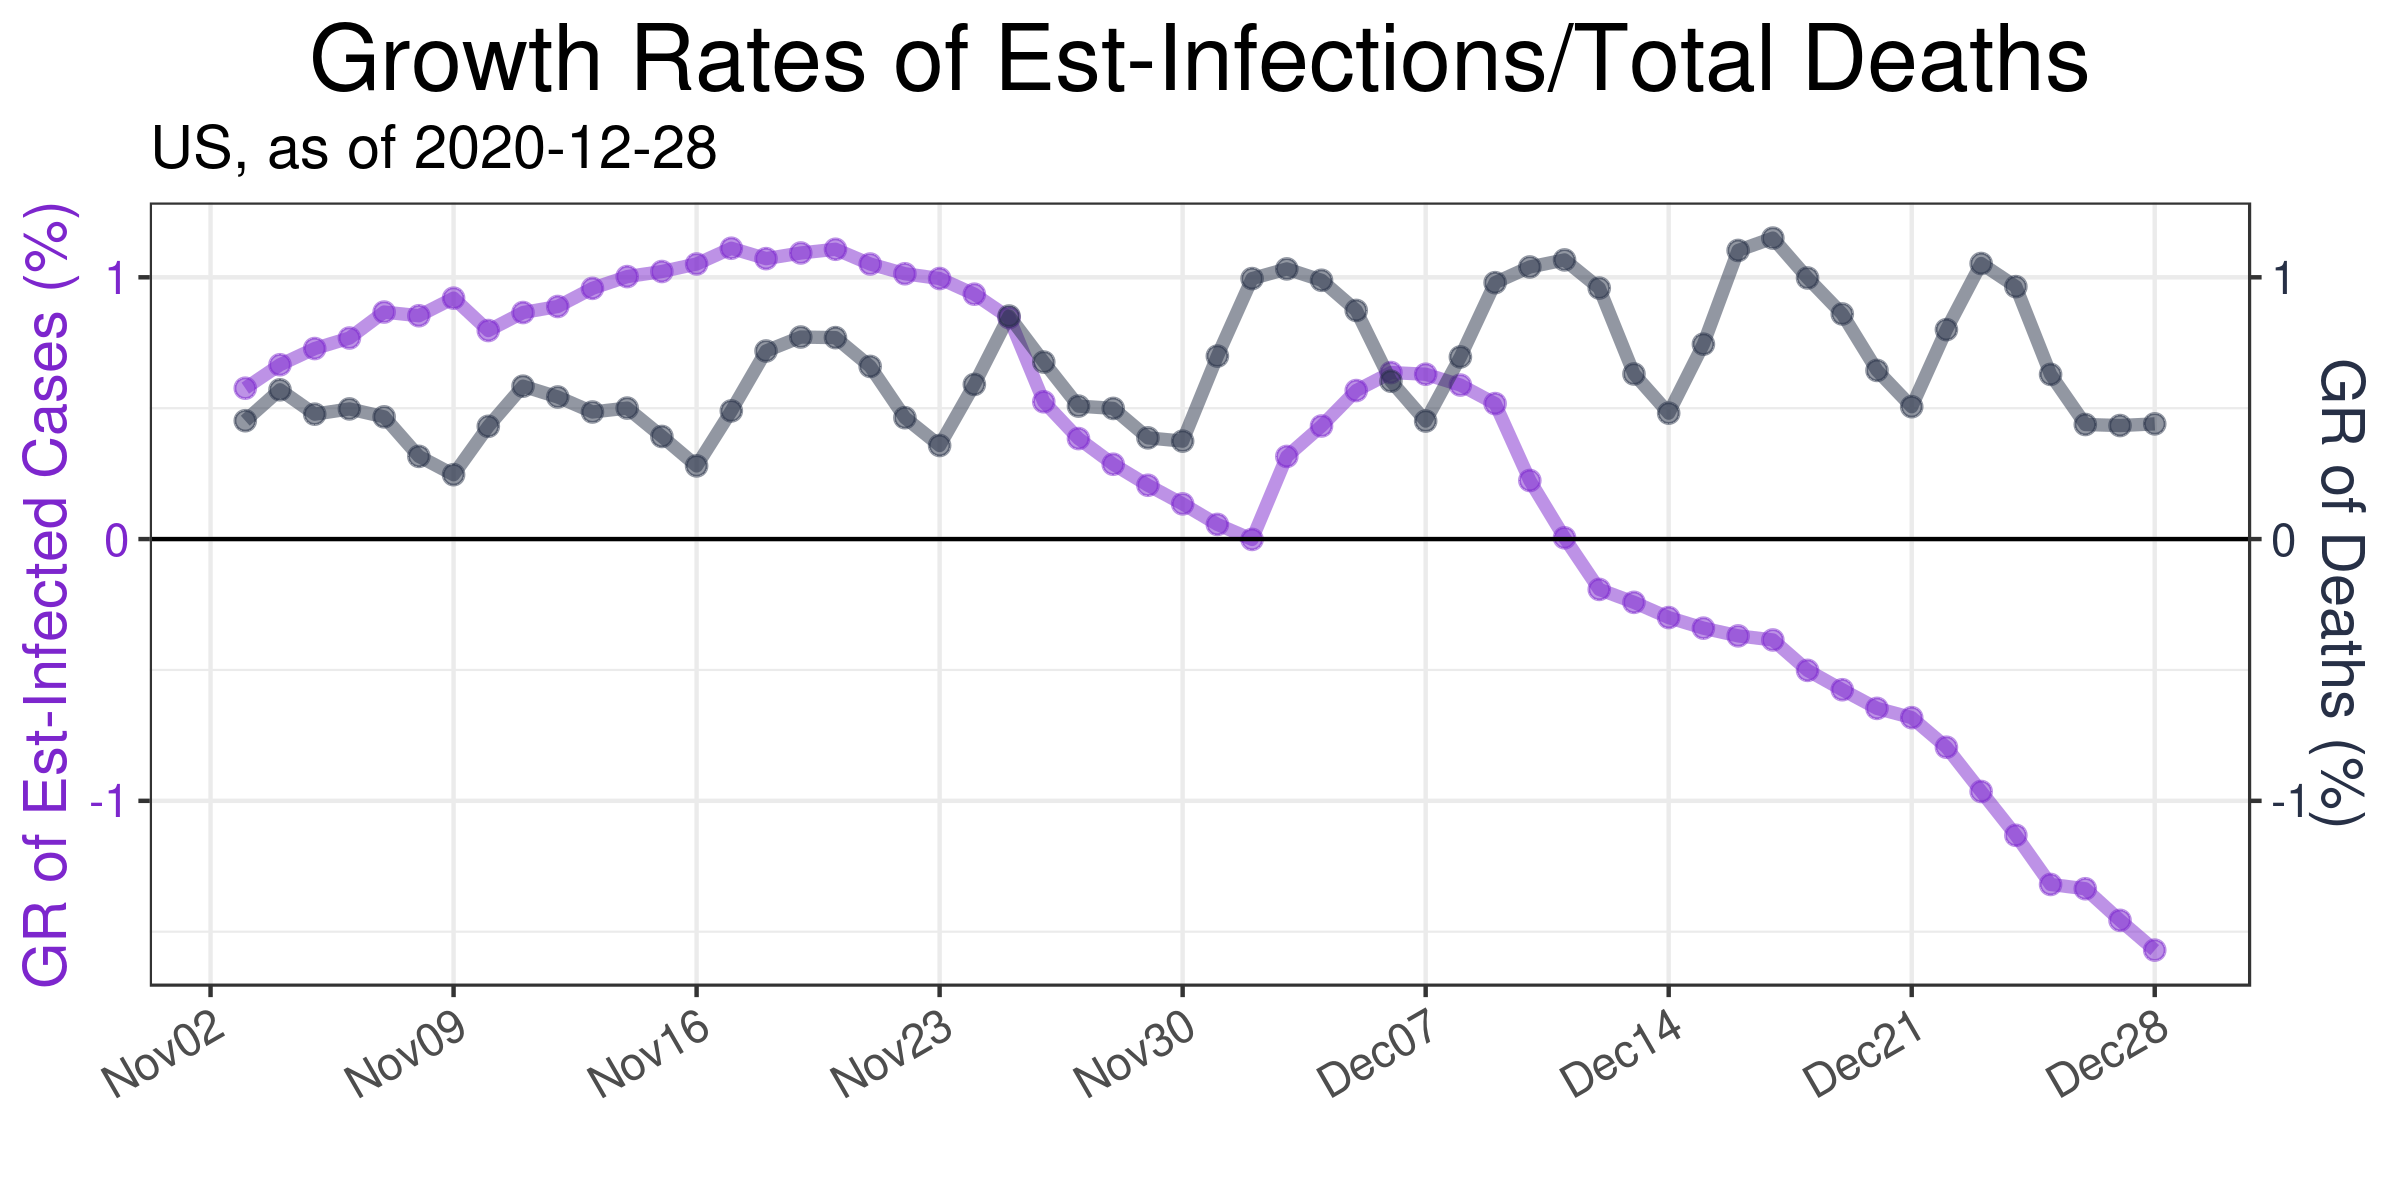 Growth Rates of Est-Infections/Total Deaths
US, as of 2020-12-28
GR of Est-Infected Cases (%)
1
0
-1
1
0
-1
GR of Deaths (%)
Nov02
Nov09
Nov16
Nov23
Nov30
Dec07
Dec14
Dec21
Dec28